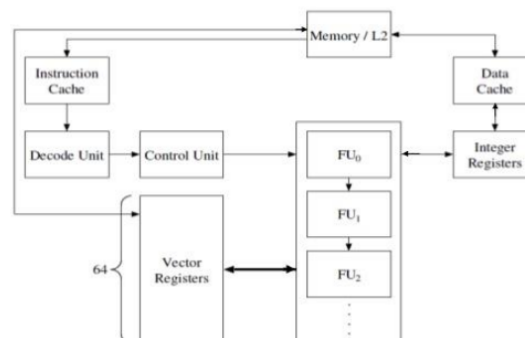 Memory / L2
Instruction
Cache
Data
Cache
Decode Unit
Control Unit
FU0
Integer
Registers
FU1
64
Vector
Registers
FU2